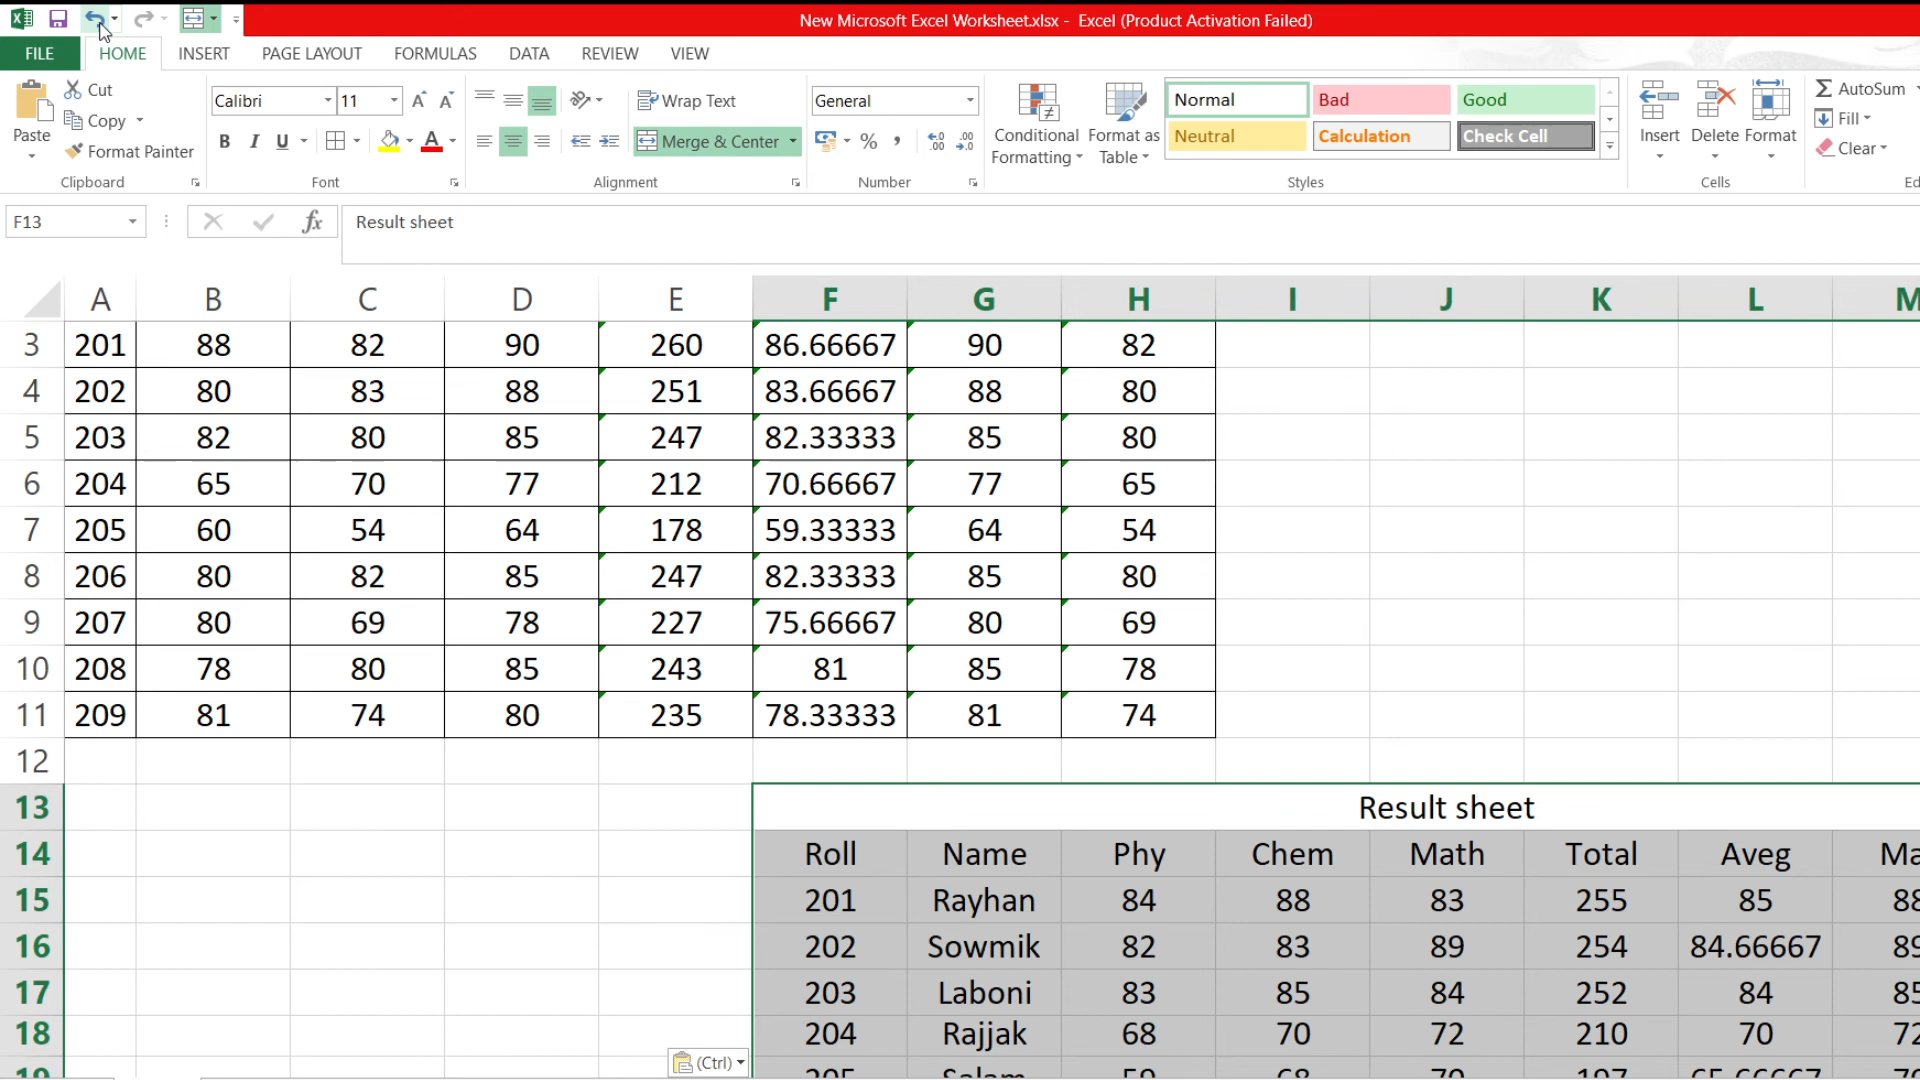 New Microsoft Excel Worksheet.xlsx - Excel (Product Activation Failed)
FILE HOME INSERT PAGE LAYOUT FORMULAS DATA REVIEW VIEW
Paste Cut Copy Format Painter Clipboard
Calibri 11 B I U A Font
Wrap Text Merge & Center Alignment
General % , Number
Conditional Formatting Format as Table
Normal Bad Good
Neutral Calculation Check Cell
Styles
Insert Delete Format Cells
AutoSum Fill Clear
F13 fx Result sheet
A B C D E F G H I J K L M
3 201 88 82 90 260 86.66667 90 82
4 202 80 83 88 251 83.66667 88 80
5 203 82 80 85 247 82.33333 85 80
6 204 65 70 77 212 70.66667 77 65
7 205 60 54 64 178 59.33333 64 54
8 206 80 82 85 247 82.33333 85 80
9 207 80 69 78 227 75.66667 80 69
10 208 78 80 85 243 81 85 78
11 209 81 74 80 235 78.33333 81 74
12
13 Result sheet
14 Roll Name Phy Chem Math Total Aveg Ma
15 201 Rayhan 84 88 83 255 85 88
16 202 Sowmik 82 83 89 254 84.66667 89
17 203 Laboni 83 85 84 252 84 85
18 204 Rajjak 68 70 72 210 70 72
(Ctrl)